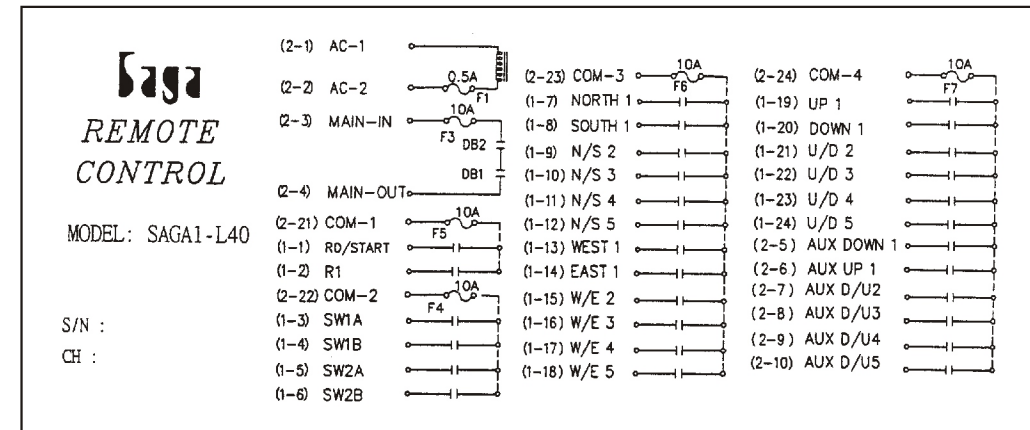 Saga
REMOTE
CONTROL
MODEL: SAGA1-L40
S/N :
CH :
(2-1) AC-1
(2-2) AC-2 0.5A F1
(2-3) MAIN-IN 10A F3
DB2
DB1
(2-4) MAIN-OUT
(2-21) COM-1 10A F5
(1-1) RD/START
(1-2) R1
(2-22) COM-2 10A F4
(1-3) SW1A
(1-4) SW1B
(1-5) SW2A
(1-6) SW2B
(2-23) COM-3 10A F6
(1-7) NORTH 1
(1-8) SOUTH 1
(1-9) N/S 2
(1-10) N/S 3
(1-11) N/S 4
(1-12) N/S 5
(1-13) WEST 1
(1-14) EAST 1
(1-15) W/E 2
(1-16) W/E 3
(1-17) W/E 4
(1-18) W/E 5
(2-24) COM-4 10A F7
(1-19) UP 1
(1-20) DOWN 1
(1-21) U/D 2
(1-22) U/D 3
(1-23) U/D 4
(1-24) U/D 5
(2-5) AUX DOWN 1
(2-6) AUX UP 1
(2-7) AUX D/U2
(2-8) AUX D/U3
(2-9) AUX D/U4
(2-10) AUX D/U5